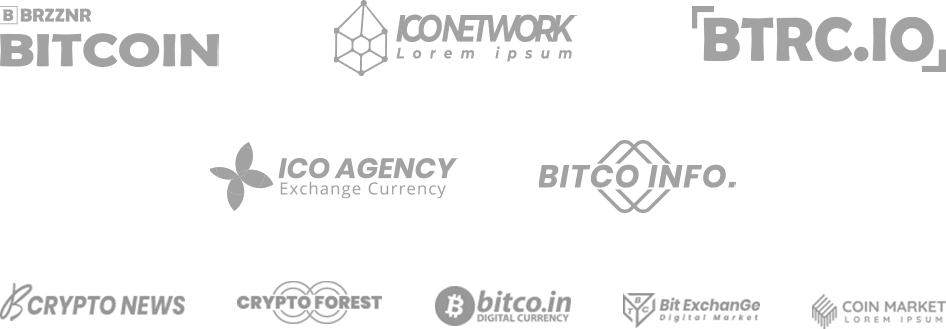 B BRZZNR
BITCOIN
ICONETWORK
Lorem ipsum
BTRC.IO
ICO AGENCY
Exchange Currency
BITCO INFO.
CRYPTO NEWS
CRYPTO FOREST
bitco.in
DIGITAL CURRENCY
B T C
Bit ExchanGe
Digital Market
COIN MARKET
LOREM IPSUM